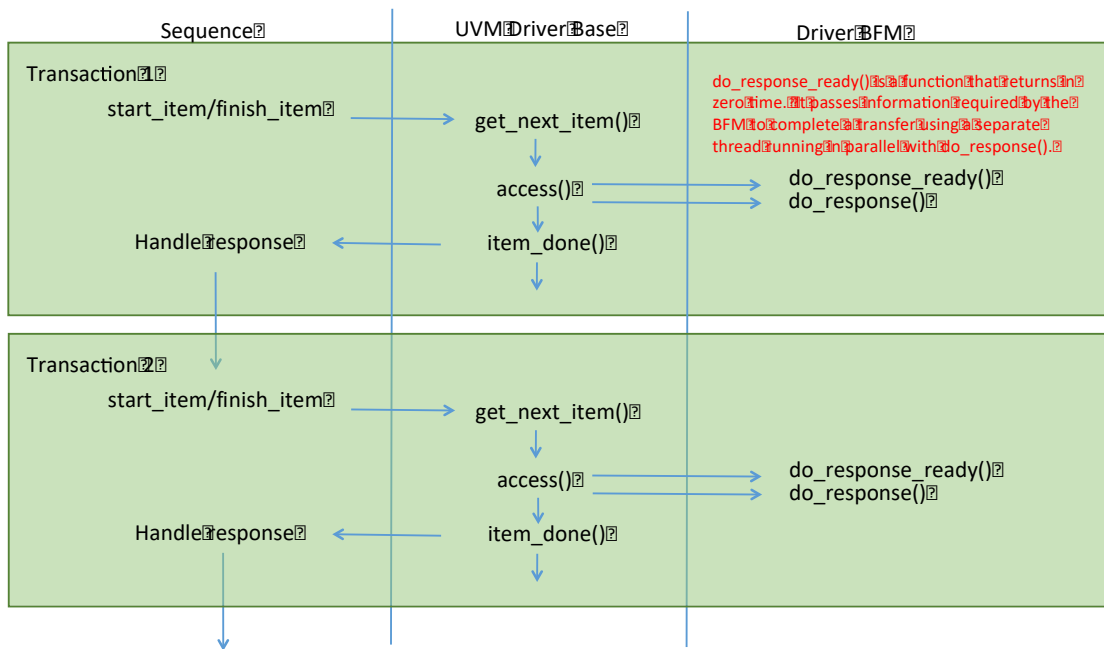 Sequence
UVM Driver Base
Driver BFM
Transaction 1
start_item/finish_item
get_next_item()
do_response_ready() is a function that returns in
zero time. It passes information required by the
BFM to complete a transfer using a separate
thread running in parallel with do_response().
access()
do_response_ready()
do_response()
Handle response
item_done()
Transaction 2
start_item/finish_item
get_next_item()
access()
do_response_ready()
do_response()
Handle response
item_done()